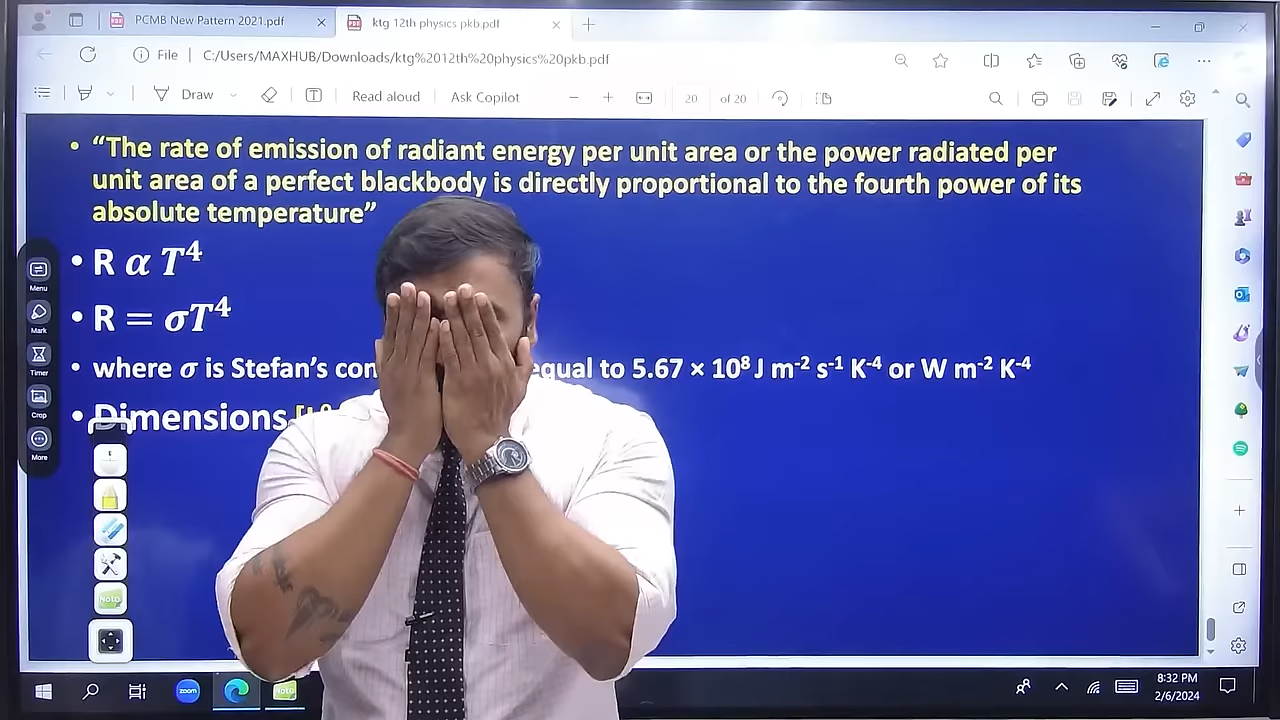 PCMB New Pattern 2021.pdf
ktg 12th physics pkb.pdf
File
C:/Users/MAXHUB/Downloads/ktg%2012th%20physics%20pkb.pdf
Draw
Read aloud
Ask Copilot
20 of 20
• “The rate of emission of radiant energy per unit area or the power radiated per
unit area of a perfect blackbody is directly proportional to the fourth power of its
absolute temperature”
• R α T⁴
• R = σT⁴
• where σ is Stefan’s equal to 5.67 × 10⁸ J m⁻² s⁻¹ K⁻⁴ or W m⁻² K⁻⁴
• Dimensions
Menu
Mark
Timer
Crop
More
Note
zoom
Note
8:32 PM
2/6/2024